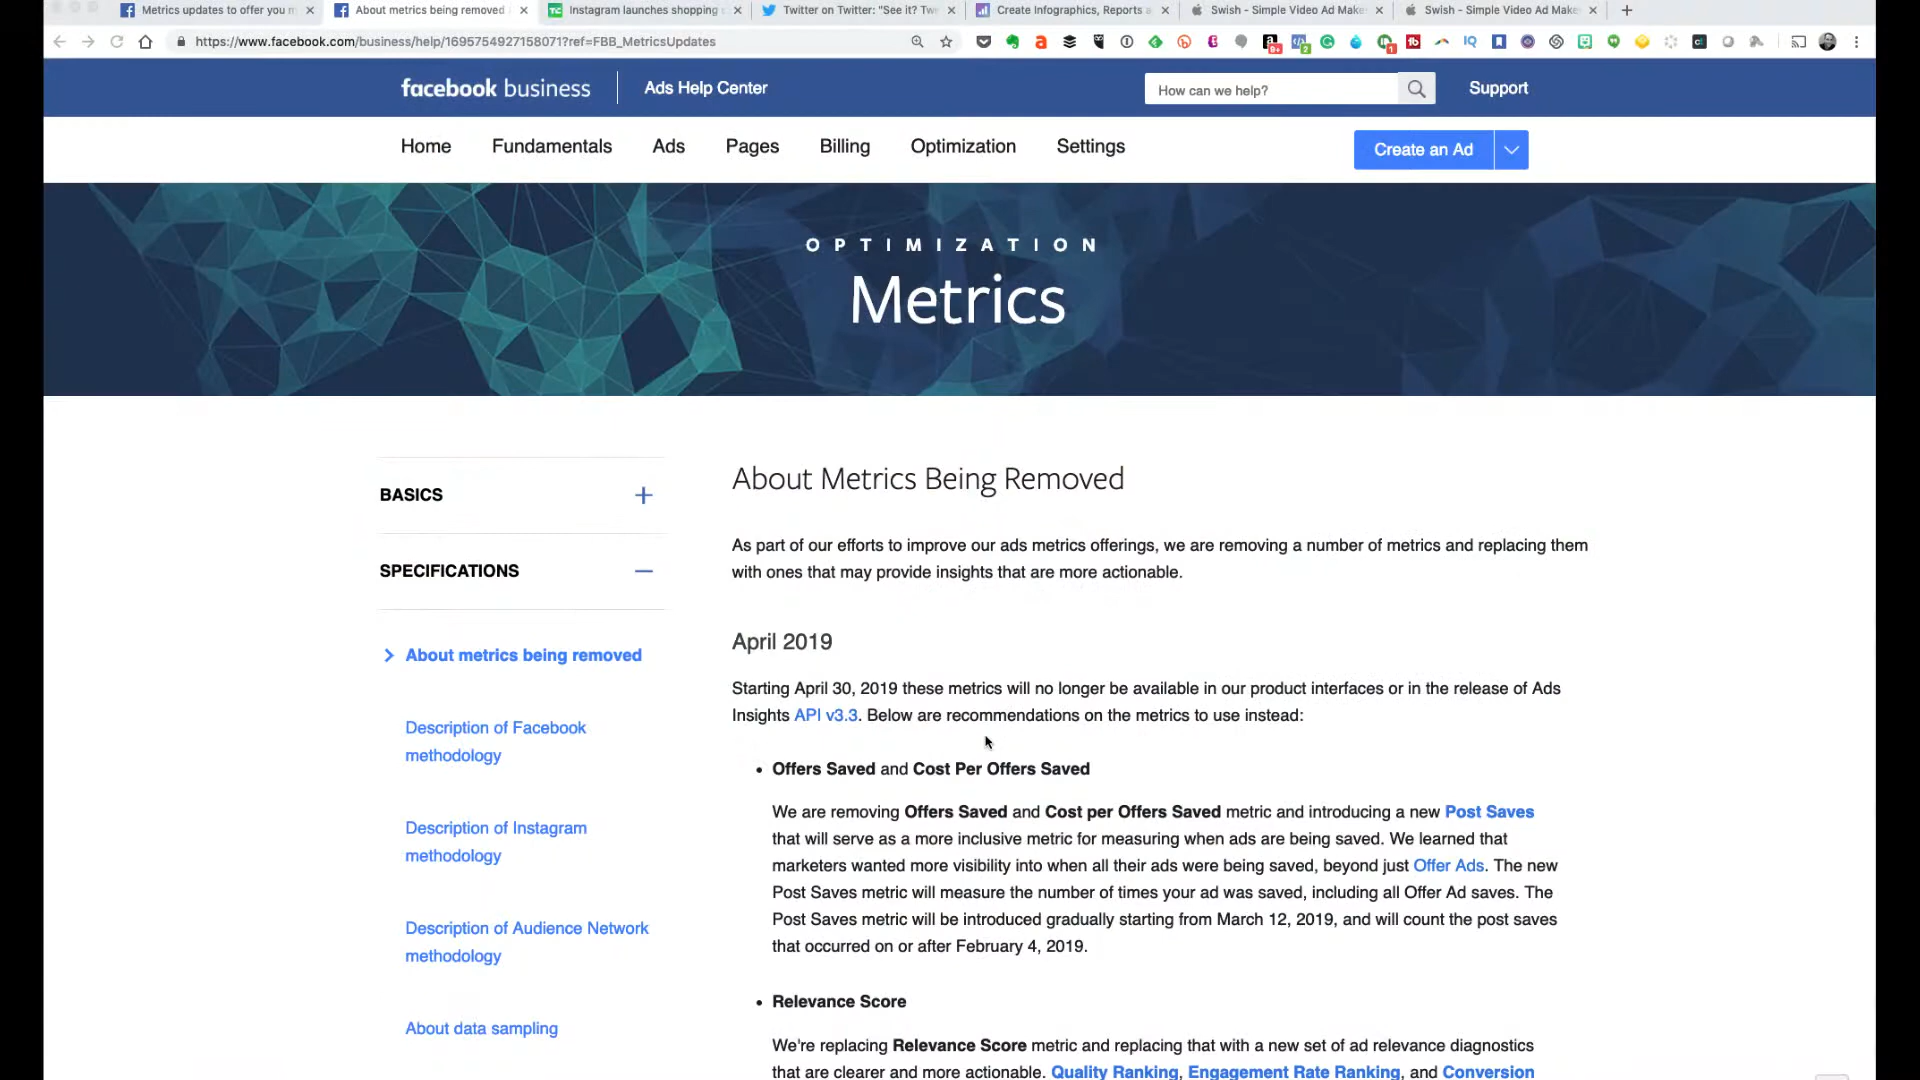 Metrics updates to offer you m
About metrics being removed
Instagram launches shopping
Twitter on Twitter: "See it? Tw
Create Infographics, Reports a
Swish - Simple Video Ad Make
Swish - Simple Video Ad Make
https://www.facebook.com/business/help/1695754927158071?ref=FBB_MetricsUpdates
facebook business
Ads Help Center
How can we help?
Support
Home
Fundamentals
Ads
Pages
Billing
Optimization
Settings
Create an Ad
OPTIMIZATION
Metrics
BASICS
SPECIFICATIONS
About metrics being removed
Description of Facebook
methodology
Description of Instagram
methodology
Description of Audience Network
methodology
About data sampling
About Metrics Being Removed
As part of our efforts to improve our ads metrics offerings, we are removing a number of metrics and replacing them
with ones that may provide insights that are more actionable.
April 2019
Starting April 30, 2019 these metrics will no longer be available in our product interfaces or in the release of Ads
Insights API v3.3. Below are recommendations on the metrics to use instead:
• Offers Saved and Cost Per Offers Saved
We are removing Offers Saved and Cost per Offers Saved metric and introducing a new Post Saves
that will serve as a more inclusive metric for measuring when ads are being saved. We learned that
marketers wanted more visibility into when all their ads were being saved, beyond just Offer Ads. The new
Post Saves metric will measure the number of times your ad was saved, including all Offer Ad saves. The
Post Saves metric will be introduced gradually starting from March 12, 2019, and will count the post saves
that occurred on or after February 4, 2019.
• Relevance Score
We're replacing Relevance Score metric and replacing that with a new set of ad relevance diagnostics
that are clearer and more actionable. Quality Ranking, Engagement Rate Ranking, and Conversion